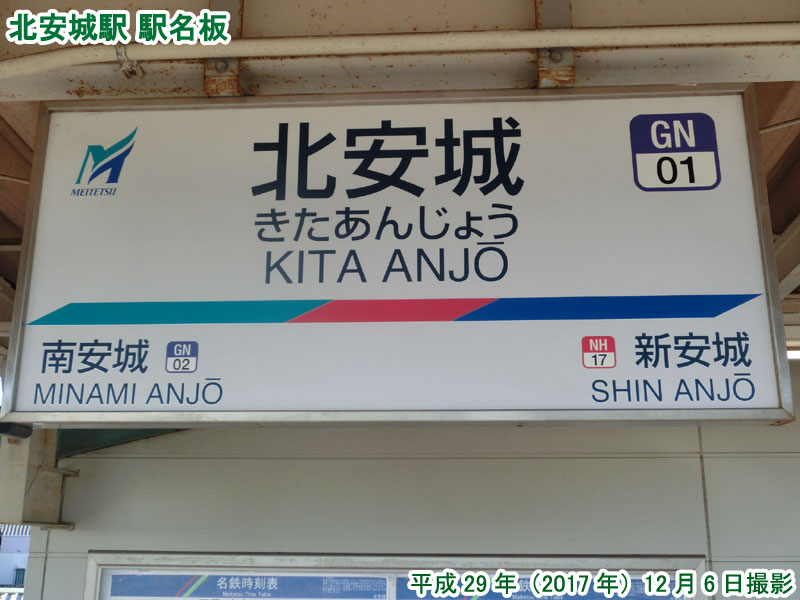 北安城駅 駅名板
MEITETSU
北安城
きたあんじょう
KITA ANJŌ
GN
01
南安城
GN
02
MINAMI ANJŌ
NH
17
新安城
SHIN ANJŌ
名鉄時刻表
Meitetsu Time Table
平成29年（2017年）12月6日撮影